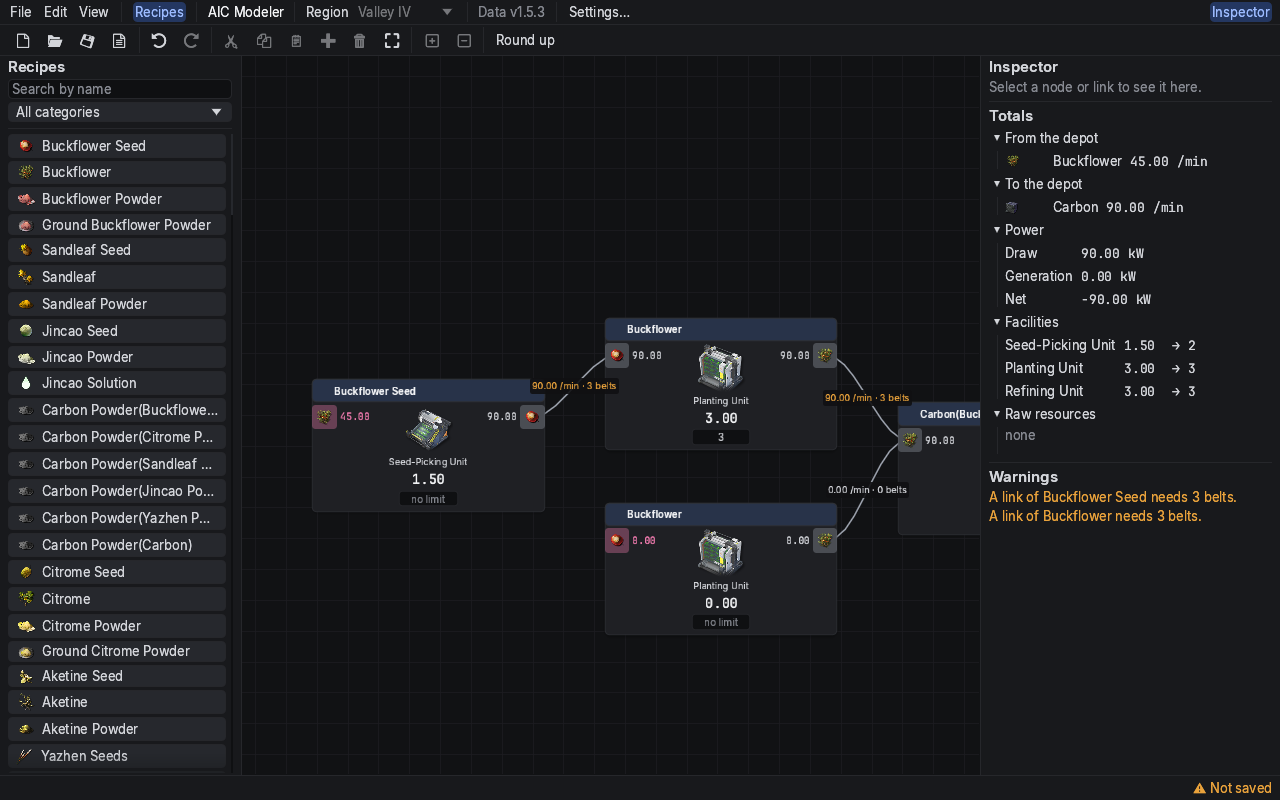 File Edit View Recipes AIC Modeler Region Valley IV Data v1.5.3 Settings... Inspector
Round up
Recipes
Search by name
All categories
Buckflower Seed
Buckflower
Buckflower Powder
Ground Buckflower Powder
Sandleaf Seed
Sandleaf
Sandleaf Powder
Jincao Seed
Jincao Powder
Jincao Solution
Carbon Powder(Buckflowe...
Carbon Powder(Citrome P...
Carbon Powder(Sandleaf ...
Carbon Powder(Jincao Po...
Carbon Powder(Yazhen P...
Carbon Powder(Carbon)
Citrome Seed
Citrome
Citrome Powder
Ground Citrome Powder
Aketine Seed
Aketine
Aketine Powder
Yazhen Seeds
Buckflower Seed
45.00
90.00
Seed-Picking Unit
1.50
no limit
90.00 /min · 3 belts
Buckflower
90.00
90.00
Planting Unit
3.00
3
90.00 /min · 3 belts
Buckflower
0.00
0.00
Planting Unit
0.00
no limit
0.00 /min · 0 belts
Carbon(Buck
90.00
Inspector
Select a node or link to see it here.
Totals
From the depot
Buckflower 45.00 /min
To the depot
Carbon 90.00 /min
Power
Draw 90.00 kW
Generation 0.00 kW
Net -90.00 kW
Facilities
Seed-Picking Unit 1.50 → 2
Planting Unit 3.00 → 3
Refining Unit 3.00 → 3
Raw resources
none
Warnings
A link of Buckflower Seed needs 3 belts.
A link of Buckflower needs 3 belts.
Not saved